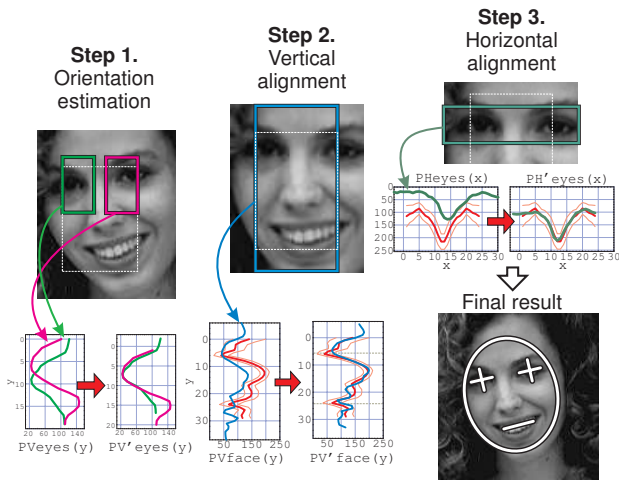 Step 1.
Orientation
estimation
Step 2.
Vertical
alignment
Step 3.
Horizontal
alignment
PHeyes(x)
PH'eyes(x)
0
50
100
150
200
250
0 5 10 15 20 25 30
x
0 5 10 15 20 25 30
x
Final result
y
0
5
10
15
20 60 100 140
PVeyes(y)
0
5
10
15
20
20 60 100 140
PV'eyes(y)
y
0
10
20
30
50 150 250
PVface(y)
0
10
20
30
50 150 250
PV'face(y)